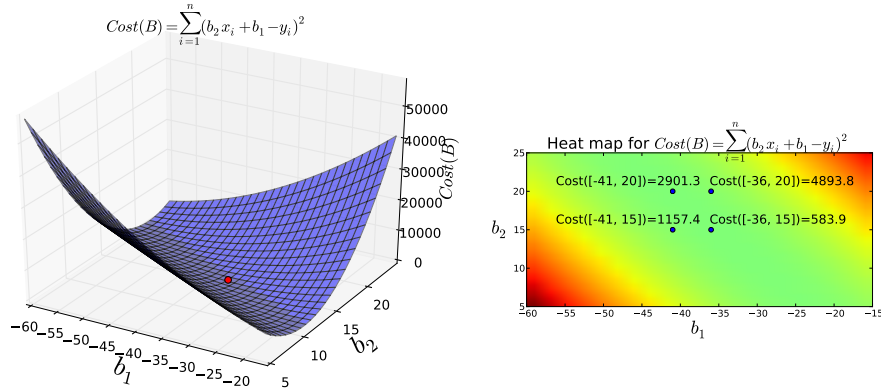 Cost(B) = \sum_{i=1}^{n} (b_2 x_i + b_1 − y_i)^2
50000
40000
30000
20000
10000
0
Cost(B)
−60 −55 −50 −45 −40 −35 −30 −25 −20
b_1
5 10 15 20
b_2
Heat map for Cost(B) = \sum_{i=1}^{n} (b_2 x_i + b_1 − y_i)^2
25
20
15
10
5
b_2
Cost([-41, 20])=2901.3 Cost([-36, 20])=4893.8
Cost([-41, 15])=1157.4 Cost([-36, 15])=583.9
−60 −55 −50 −45 −40 −35 −30 −25 −20 −15
b_1